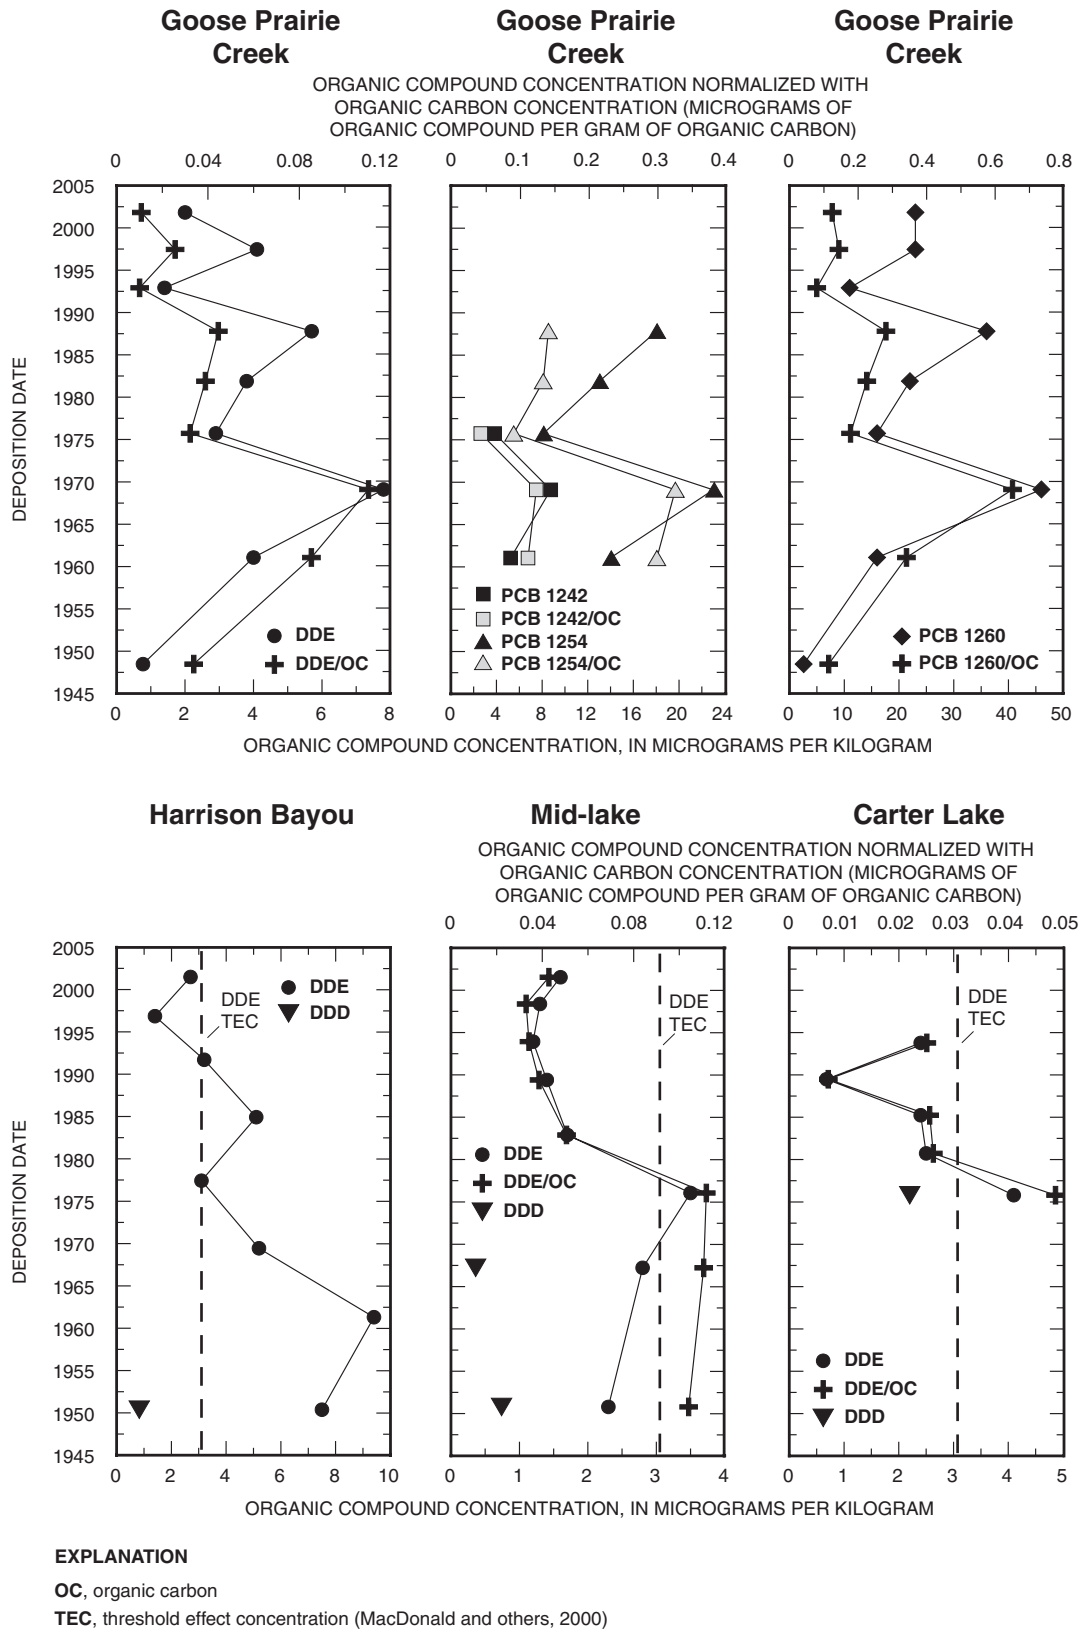 Goose Prairie Creek
Goose Prairie Creek
Goose Prairie Creek
ORGANIC COMPOUND CONCENTRATION NORMALIZED WITH
ORGANIC CARBON CONCENTRATION (MICROGRAMS OF
ORGANIC COMPOUND PER GRAM OF ORGANIC CARBON)
0 0.04 0.08 0.12
0 0.1 0.2 0.3 0.4
0 0.2 0.4 0.6 0.8
DEPOSITION DATE
2005
2000
1995
1990
1985
1980
1975
1970
1965
1960
1955
1950
1945
DDE
DDE/OC
PCB 1242
PCB 1242/OC
PCB 1254
PCB 1254/OC
PCB 1260
PCB 1260/OC
0 2 4 6 8
0 4 8 12 16 20 24
0 10 20 30 40 50
ORGANIC COMPOUND CONCENTRATION, IN MICROGRAMS PER KILOGRAM
Harrison Bayou
Mid-lake
Carter Lake
ORGANIC COMPOUND CONCENTRATION NORMALIZED WITH
ORGANIC CARBON CONCENTRATION (MICROGRAMS OF
ORGANIC COMPOUND PER GRAM OF ORGANIC CARBON)
0 0.04 0.08 0.12
0 0.01 0.02 0.03 0.04 0.05
DEPOSITION DATE
2005
2000
1995
1990
1985
1980
1975
1970
1965
1960
1955
1950
1945
DDE
TEC
DDE
DDD
DDE
TEC
DDE
DDE/OC
DDD
DDE
TEC
DDE
DDE/OC
DDD
0 2 4 6 8 10
0 1 2 3 4
0 1 2 3 4 5
ORGANIC COMPOUND CONCENTRATION, IN MICROGRAMS PER KILOGRAM
EXPLANATION
OC, organic carbon
TEC, threshold effect concentration (MacDonald and others, 2000)